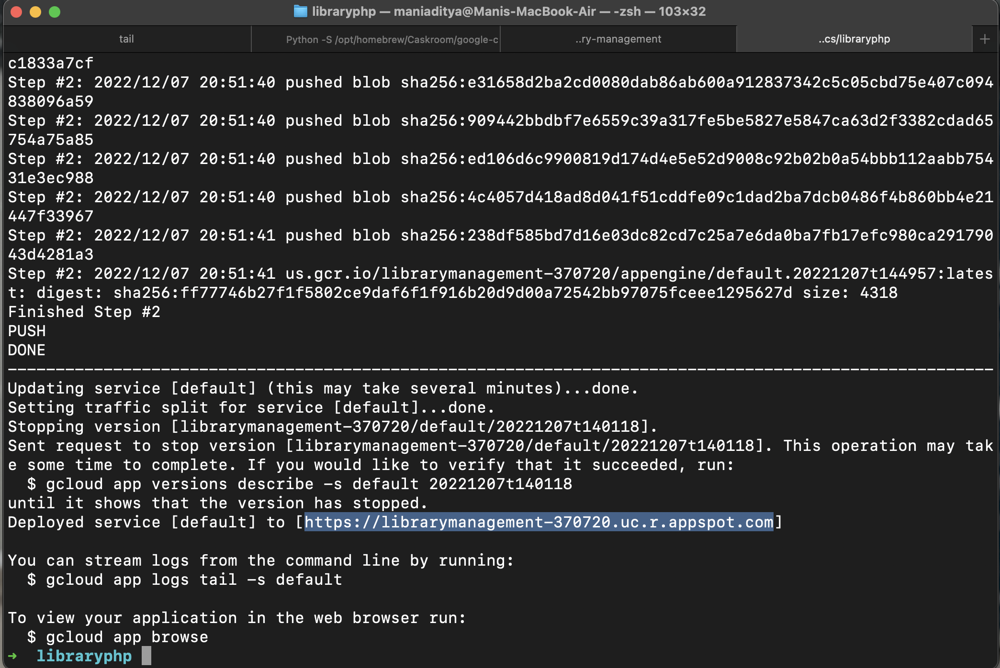 libraryphp — maniaditya@Manis-MacBook-Air — -zsh — 103×32
tail
Python -S /opt/homebrew/Caskroom/google-c
..ry-management
..cs/libraryphp
+
c1833a7cf
Step #2: 2022/12/07 20:51:40 pushed blob sha256:e31658d2ba2cd0080dab86ab600a912837342c5c05cbd75e407c094
838096a59
Step #2: 2022/12/07 20:51:40 pushed blob sha256:909442bbdbf7e6559c39a317fe5be5827e5847ca63d2f3382cdad65
754a75a85
Step #2: 2022/12/07 20:51:40 pushed blob sha256:ed106d6c9900819d174d4e5e52d9008c92b02b0a54bbb112aabb754
31e3ec988
Step #2: 2022/12/07 20:51:40 pushed blob sha256:4c4057d418ad8d041f51cddfe09c1dad2ba7dcb0486f4b860bb4e21
447f33967
Step #2: 2022/12/07 20:51:41 pushed blob sha256:238df585bd7d16e03dc82cd7c25a7e6da0ba7fb17efc980ca291790
43d4281a3
Step #2: 2022/12/07 20:51:41 us.gcr.io/librarymanagement-370720/appengine/default.20221207t144957:lates
t: digest: sha256:ff77746b27f1f5802ce9daf6f1f916b20d9d00a72542bb97075fceee1295627d size: 4318
Finished Step #2
PUSH
DONE
-------------------------------------------------------------------------------------------------------
Updating service [default] (this may take several minutes)...done.
Setting traffic split for service [default]...done.
Stopping version [librarymanagement-370720/default/20221207t140118].
Sent request to stop version [librarymanagement-370720/default/20221207t140118]. This operation may tak
e some time to complete. If you would like to verify that it succeeded, run:
  $ gcloud app versions describe -s default 20221207t140118
until it shows that the version has stopped.
Deployed service [default] to [https://librarymanagement-370720.uc.r.appspot.com]

You can stream logs from the command line by running:
  $ gcloud app logs tail -s default

To view your application in the web browser run:
  $ gcloud app browse
➜  libraryphp